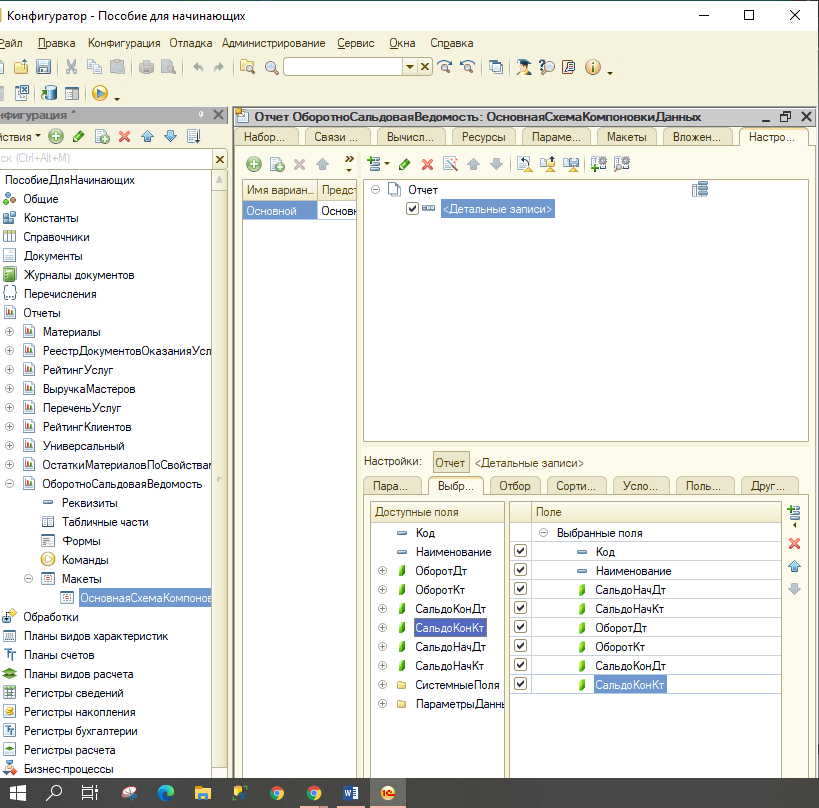 Конфигуратор - Пособие для начинающих
Файл Правка Конфигурация Отладка Администрирование Сервис Окна Справка
нфигурация *
йствия
ск (Ctrl+Alt+M)
ПособиеДляНачинающих
Общие
Константы
Справочники
Документы
Журналы документов
Перечисления
Отчеты
Материалы
РеестрДокументовОказанияУсл
РейтингУслуг
ВыручкаМастеров
ПереченьУслуг
РейтингКлиентов
Универсальный
ОстаткиМатериаловПоСвойствам
ОборотноСальдоваяВедомость
Реквизиты
Табличные части
Формы
Команды
Макеты
ОсновнаяСхемаКомпонов
Обработки
Планы видов характеристик
Планы счетов
Планы видов расчета
Регистры сведений
Регистры накопления
Регистры бухгалтерии
Регистры расчета
Бизнес-процессы
Отчет ОборотноСальдоваяВедомость: ОсновнаяСхемаКомпоновкиДанных
Набор... Связи ... Вычисл... Ресурсы Параме... Макеты Вложен... Настро...
Имя вариан... Предст
Основной Основн
Отчет
<Детальные записи>
Настройки: Отчет <Детальные записи>
Пара... Выбр... Отбор Сорти... Усло... Поль... Друг...
Доступные поля
Код
Наименование
ОборотДт
ОборотКт
СальдоКонДт
СальдоКонКт
СальдоНачДт
СальдоНачКт
СистемныеПоля
ПараметрыДанны
Поле
Выбранные поля
Код
Наименование
СальдоНачДт
СальдоНачКт
ОборотДт
ОборотКт
СальдоКонДт
СальдоКонКт